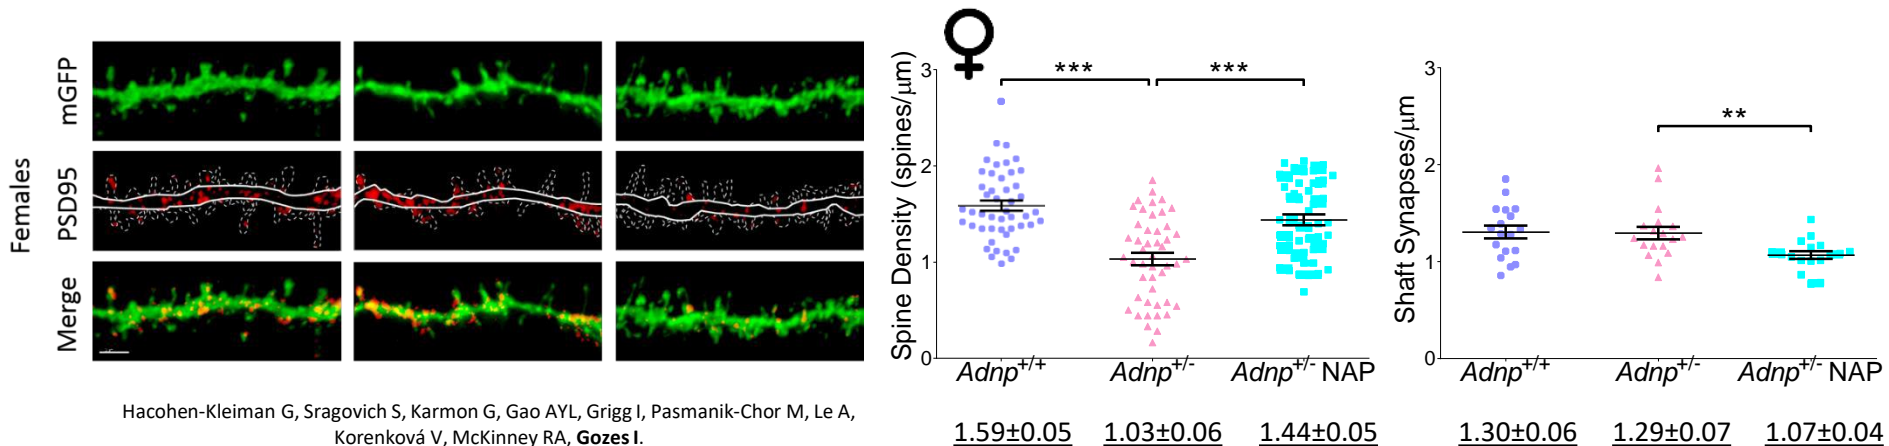 Females
mGFP
PSD95
Merge
Hacohen-Kleiman G, Sragovich S, Karmon G, Gao AYL, Grigg I, Pasmanik-Chor M, Le A,
Korenková V, McKinney RA, Gozes I.
Spine Density (spines/μm)
3
2
1
0
***
***
Adnp+/+
Adnp+/-
Adnp+/- NAP
1.59±0.05
1.03±0.06
1.44±0.05
Shaft Synapses/μm
3
2
1
0
**
Adnp+/+
Adnp+/-
Adnp+/- NAP
1.30±0.06
1.29±0.07
1.07±0.04